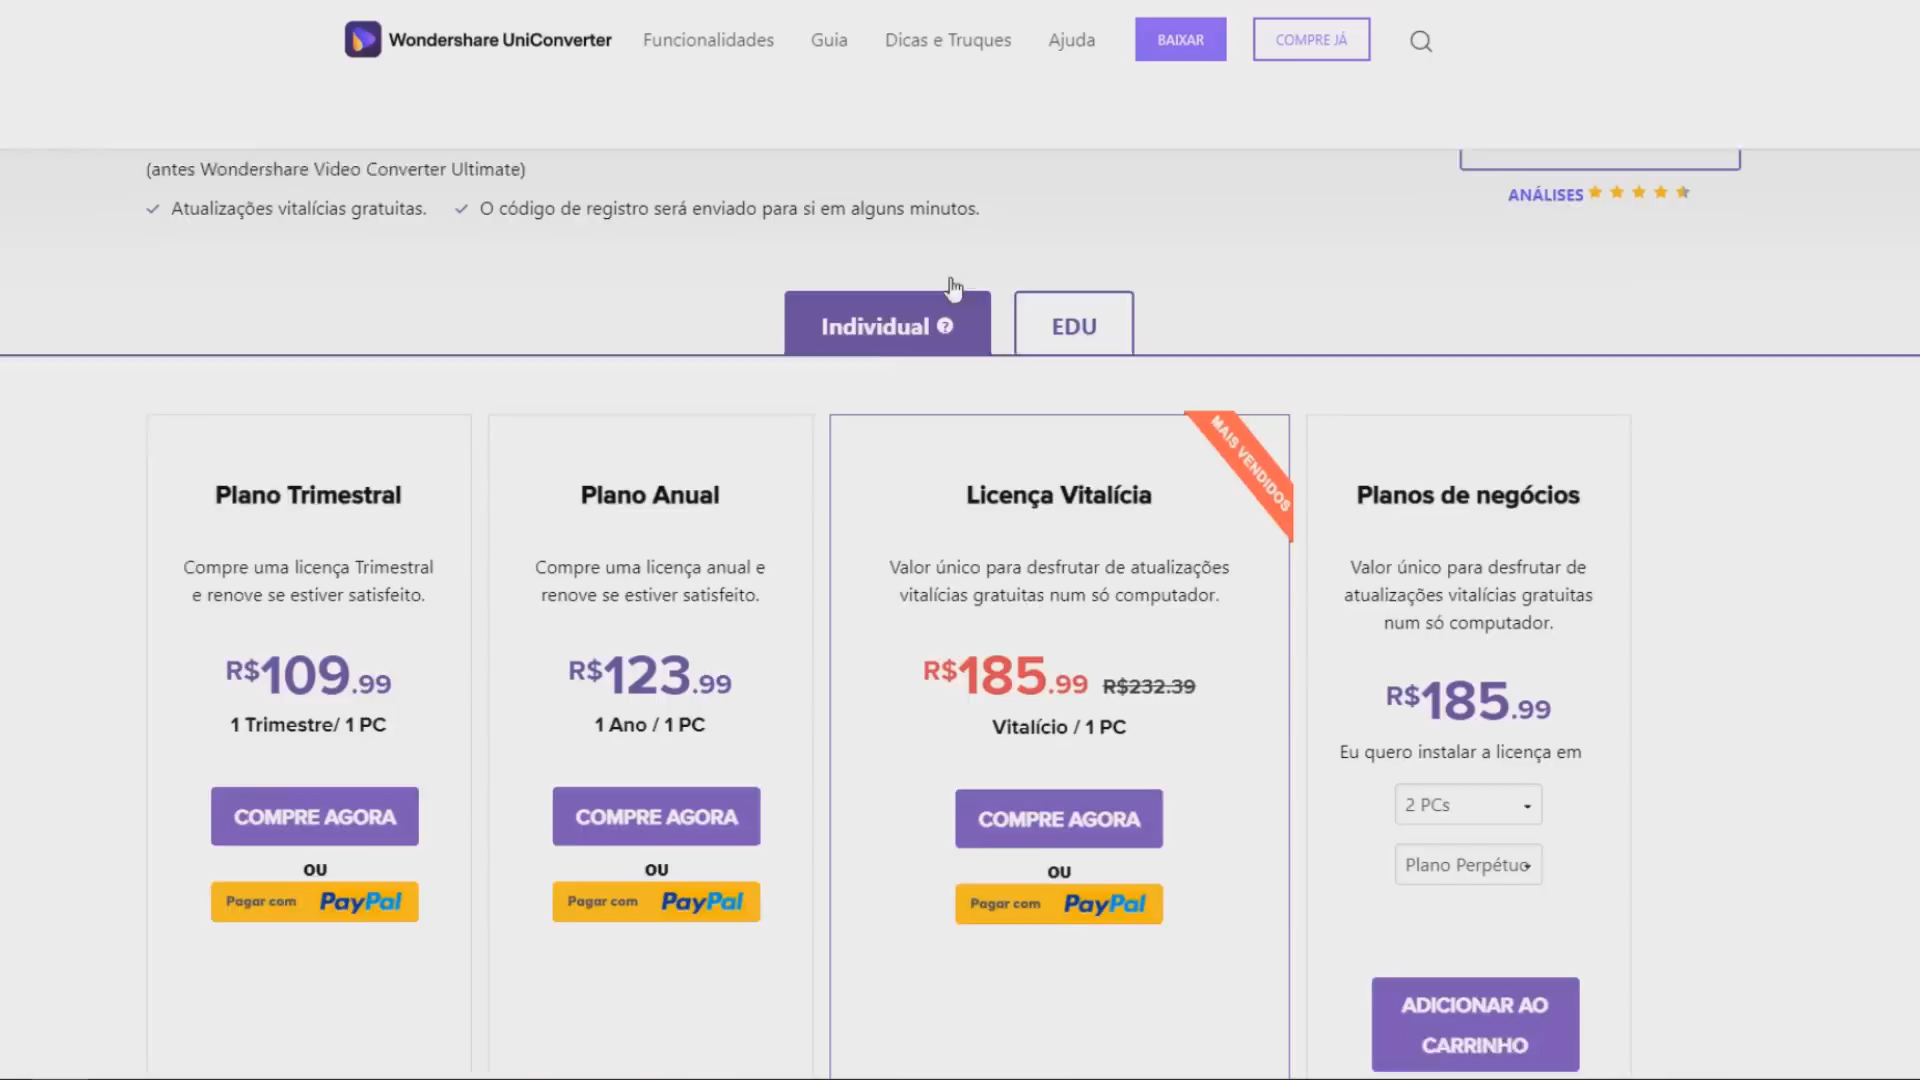 Wondershare UniConverter
Funcionalidades
Guia
Dicas e Truques
Ajuda
BAIXAR
COMPRE JÁ
(antes Wondershare Video Converter Ultimate)
Atualizações vitalícias gratuitas.
O código de registro será enviado para si em alguns minutos.
ANÁLISES
Individual ?
EDU
Plano Trimestral
Compre uma licença Trimestral
e renove se estiver satisfeito.
R$109.99
1 Trimestre/ 1 PC
COMPRE AGORA
OU
Pagar com PayPal
Plano Anual
Compre uma licença anual e
renove se estiver satisfeito.
R$123.99
1 Ano / 1 PC
COMPRE AGORA
OU
Pagar com PayPal
MAIS VENDIDOS
Licença Vitalícia
Valor único para desfrutar de atualizações
vitalícias gratuitas num só computador.
R$185.99 R$232.39
Vitalício / 1 PC
COMPRE AGORA
OU
Pagar com PayPal
Planos de negócios
Valor único para desfrutar de
atualizações vitalícias gratuitas
num só computador.
R$185.99
Eu quero instalar a licença em
2 PCs
Plano Perpétuo
ADICIONAR AO
CARRINHO